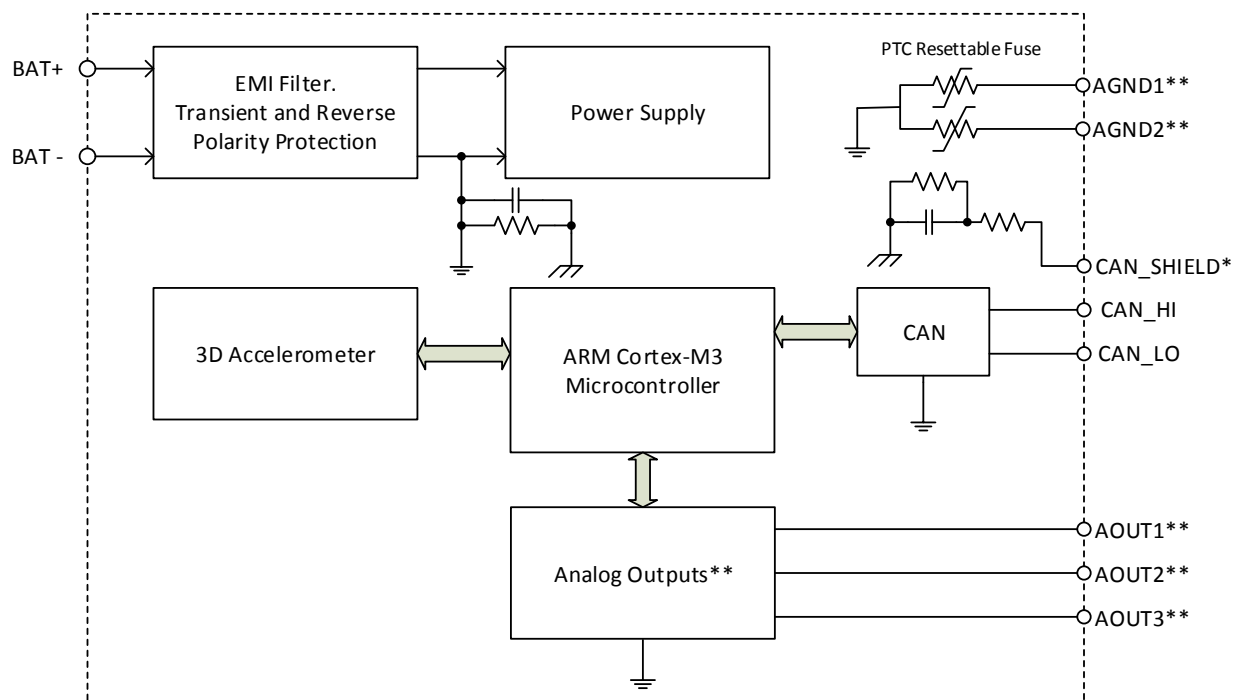 BAT+
BAT -
EMI Filter.
Transient and Reverse
Polarity Protection
Power Supply
PTC Resettable Fuse
AGND1**
AGND2**
CAN_SHIELD*
CAN_HI
CAN_LO
3D Accelerometer
ARM Cortex-M3
Microcontroller
CAN
Analog Outputs**
AOUT1**
AOUT2**
AOUT3**